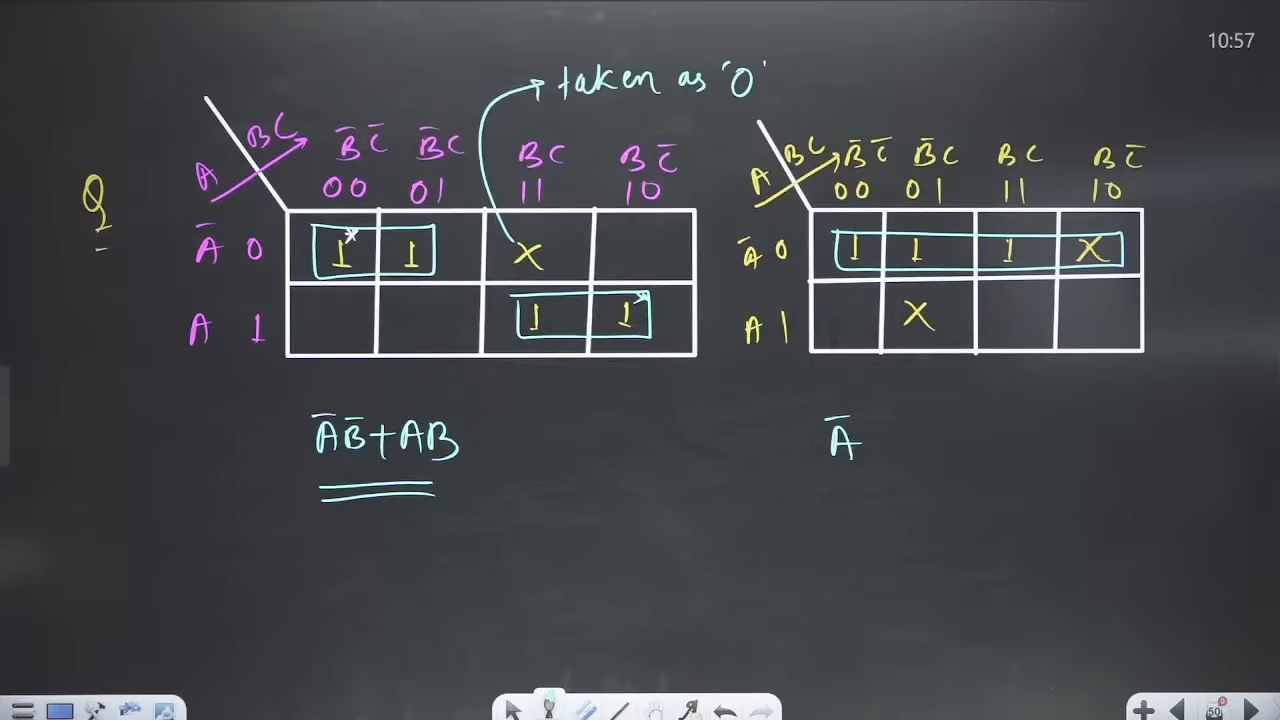 10:57
taken as '0'
Q
A BC B̅C̅ B̅C BC BC̅
00 01 11 10
A̅ 0 1 1 X
A 1 1 1
A̅B̅+AB
A BC B̅C̅ B̅C BC BC̅
00 01 11 10
A̅ 0 1 1 1 X
A 1 X
A̅
50